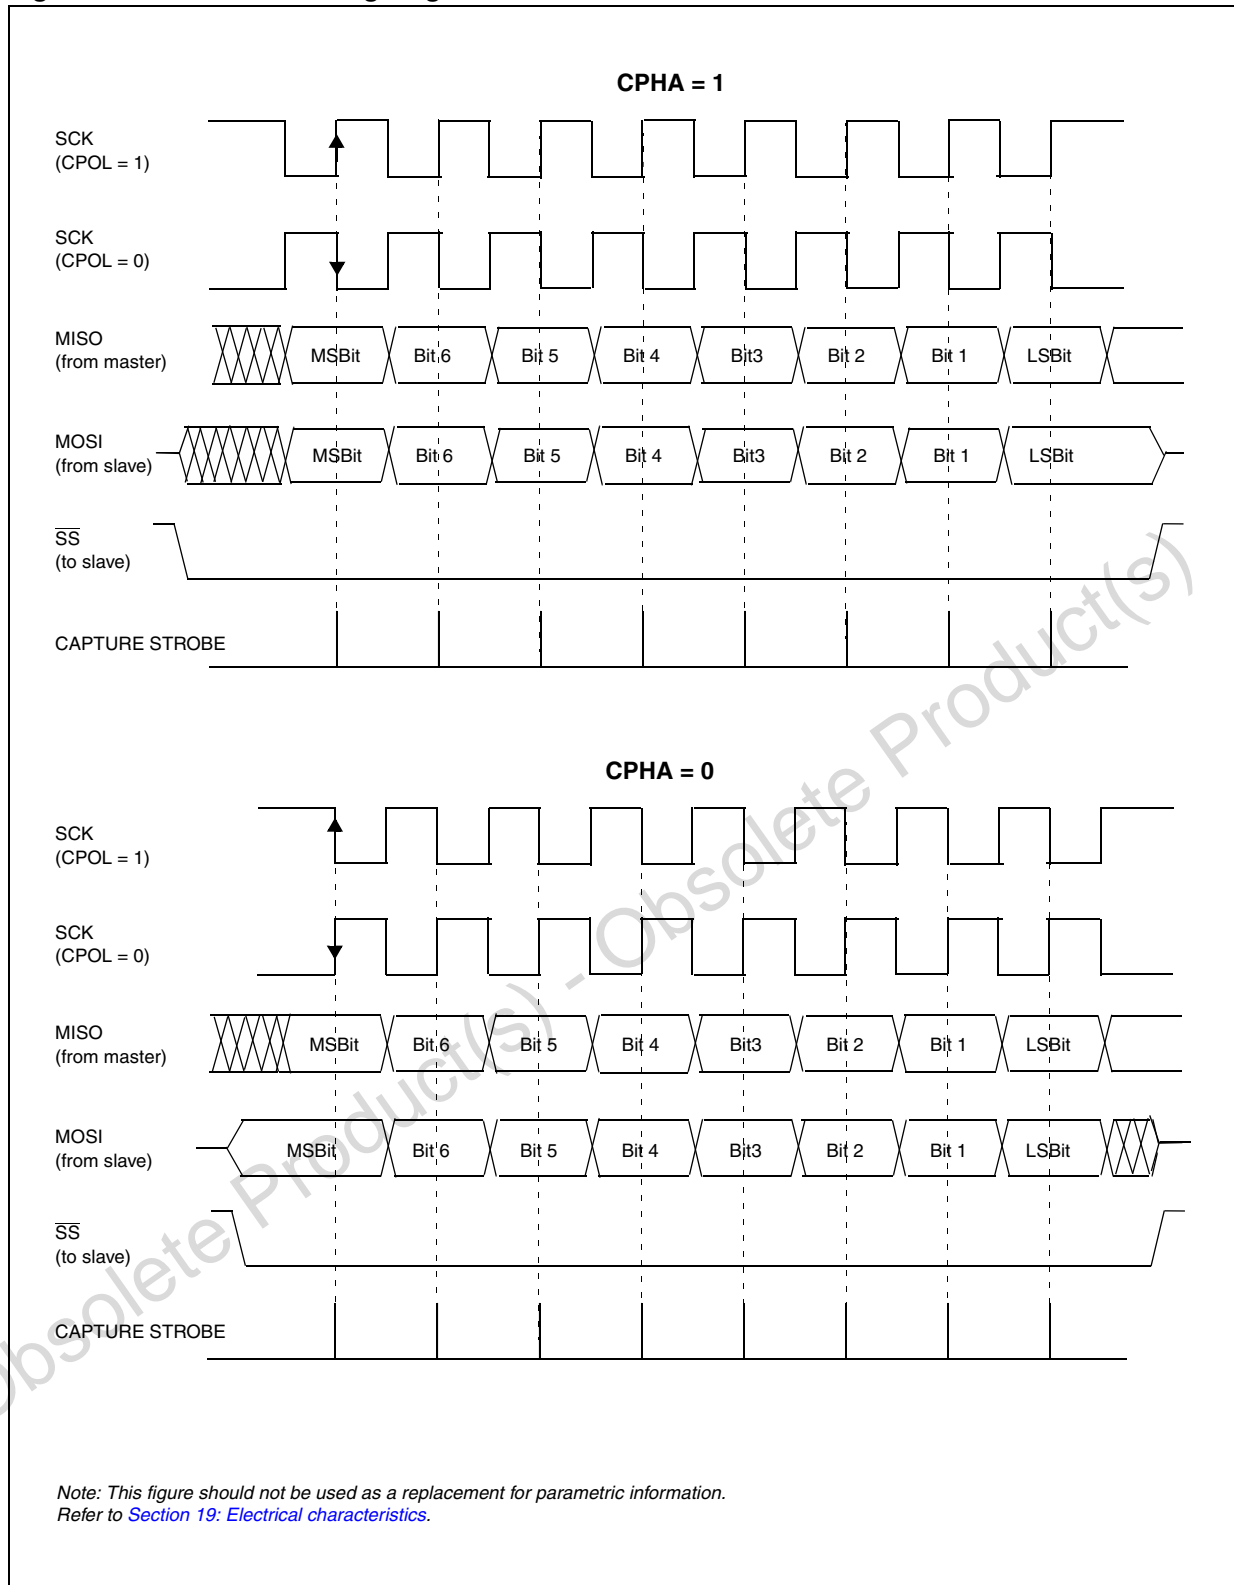 CPHA = 1
SCK
(CPOL = 1)
SCK
(CPOL = 0)
MISO
(from master)
MSBit Bit 6 Bit 5 Bit 4 Bit3 Bit 2 Bit 1 LSBit
MOSI
(from slave)
MSBit Bit 6 Bit 5 Bit 4 Bit3 Bit 2 Bit 1 LSBit
SS
(to slave)
CAPTURE STROBE
CPHA = 0
SCK
(CPOL = 1)
SCK
(CPOL = 0)
MISO
(from master)
MSBit Bit 6 Bit 5 Bit 4 Bit3 Bit 2 Bit 1 LSBit
MOSI
(from slave)
MSBit Bit 6 Bit 5 Bit 4 Bit3 Bit 2 Bit 1 LSBit
SS
(to slave)
CAPTURE STROBE
Note: This figure should not be used as a replacement for parametric information.
Refer to Section 19: Electrical characteristics.
Obsolete Product(s) - Obsolete Product(s)